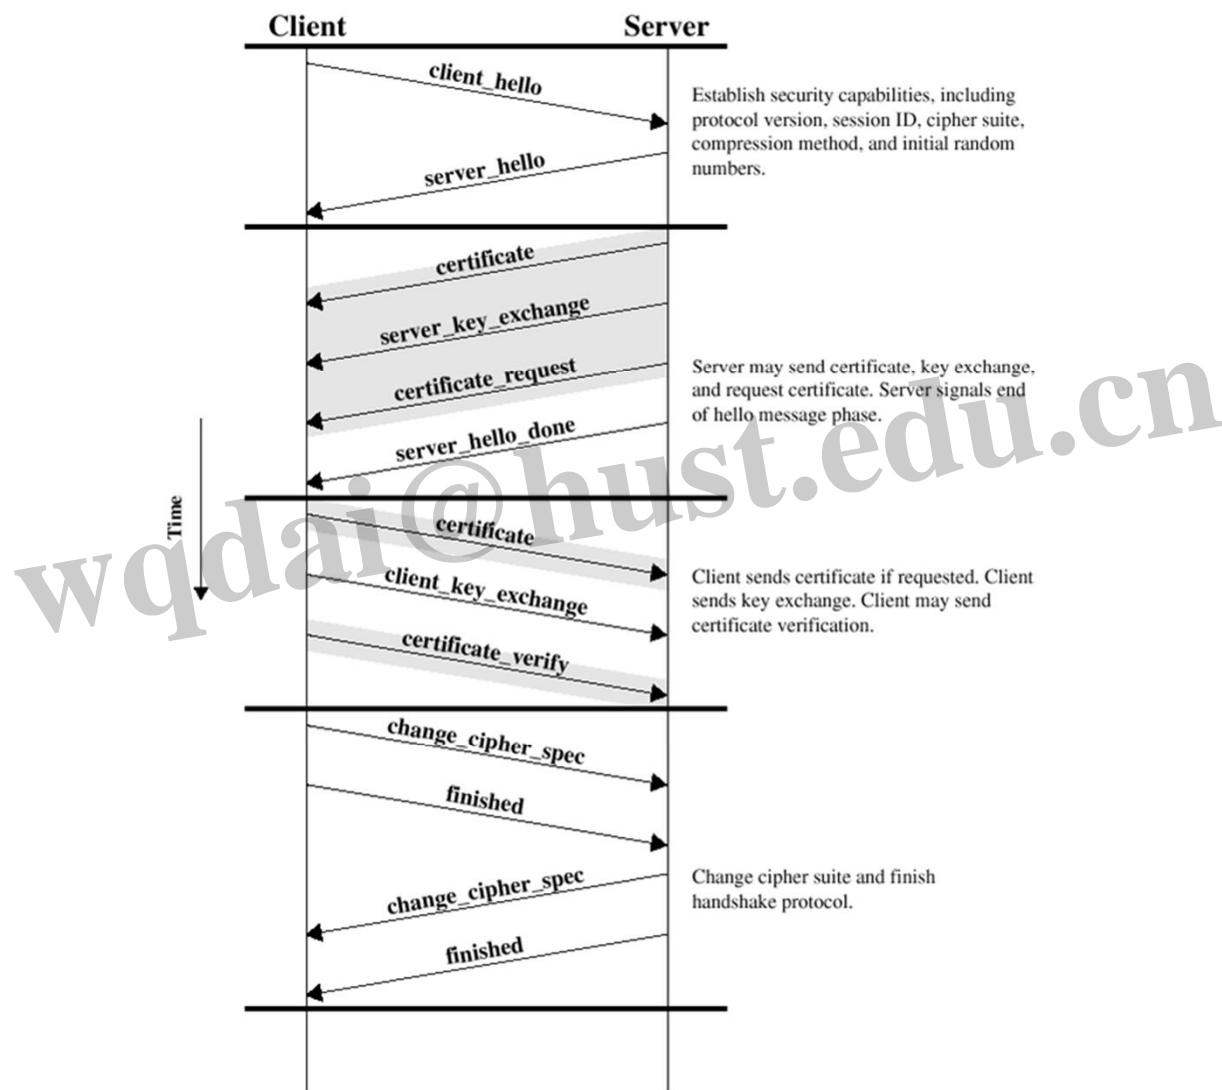 Client
Server
client_hello
Establish security capabilities, including
protocol version, session ID, cipher suite,
compression method, and initial random
numbers.
server_hello
certificate
server_key_exchange
certificate_request
Server may send certificate, key exchange,
and request certificate. Server signals end
of hello message phase.
server_hello_done
Time
wqdai@hust.edu.cn
certificate
client_key_exchange
Client sends certificate if requested. Client
sends key exchange. Client may send
certificate verification.
certificate_verify
change_cipher_spec
finished
change_cipher_spec
Change cipher suite and finish
handshake protocol.
finished